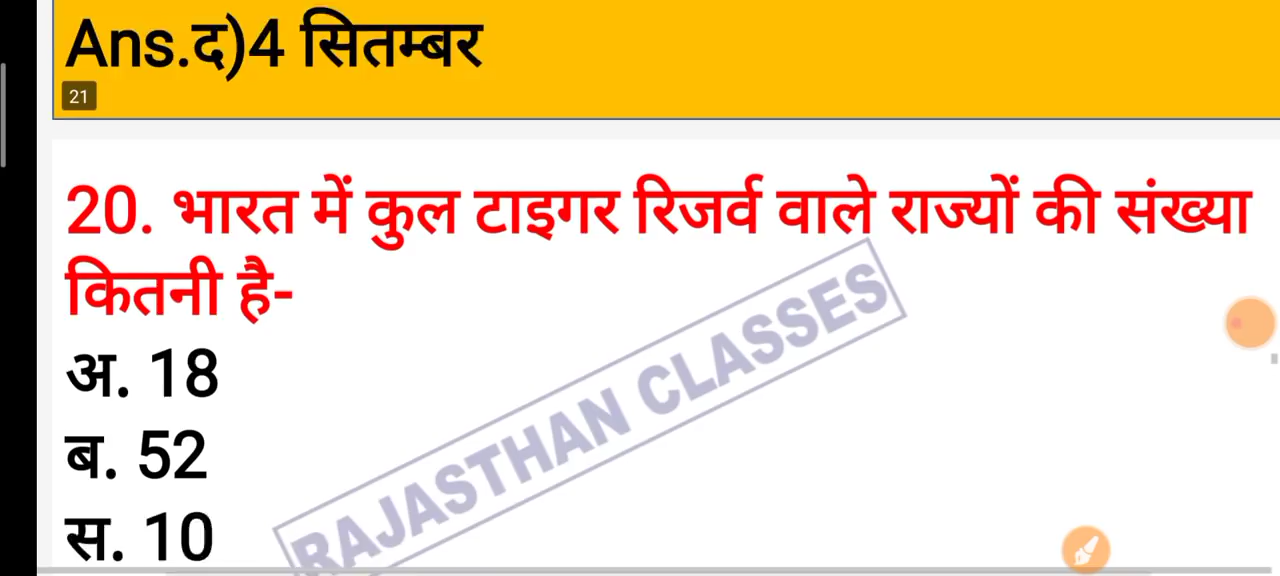 Ans.द)4 सितम्बर
21
20. भारत में कुल टाइगर रिजर्व वाले राज्यों की संख्या
कितनी है-
अ. 18
ब. 52
स. 10
RAJASTHAN CLASSES